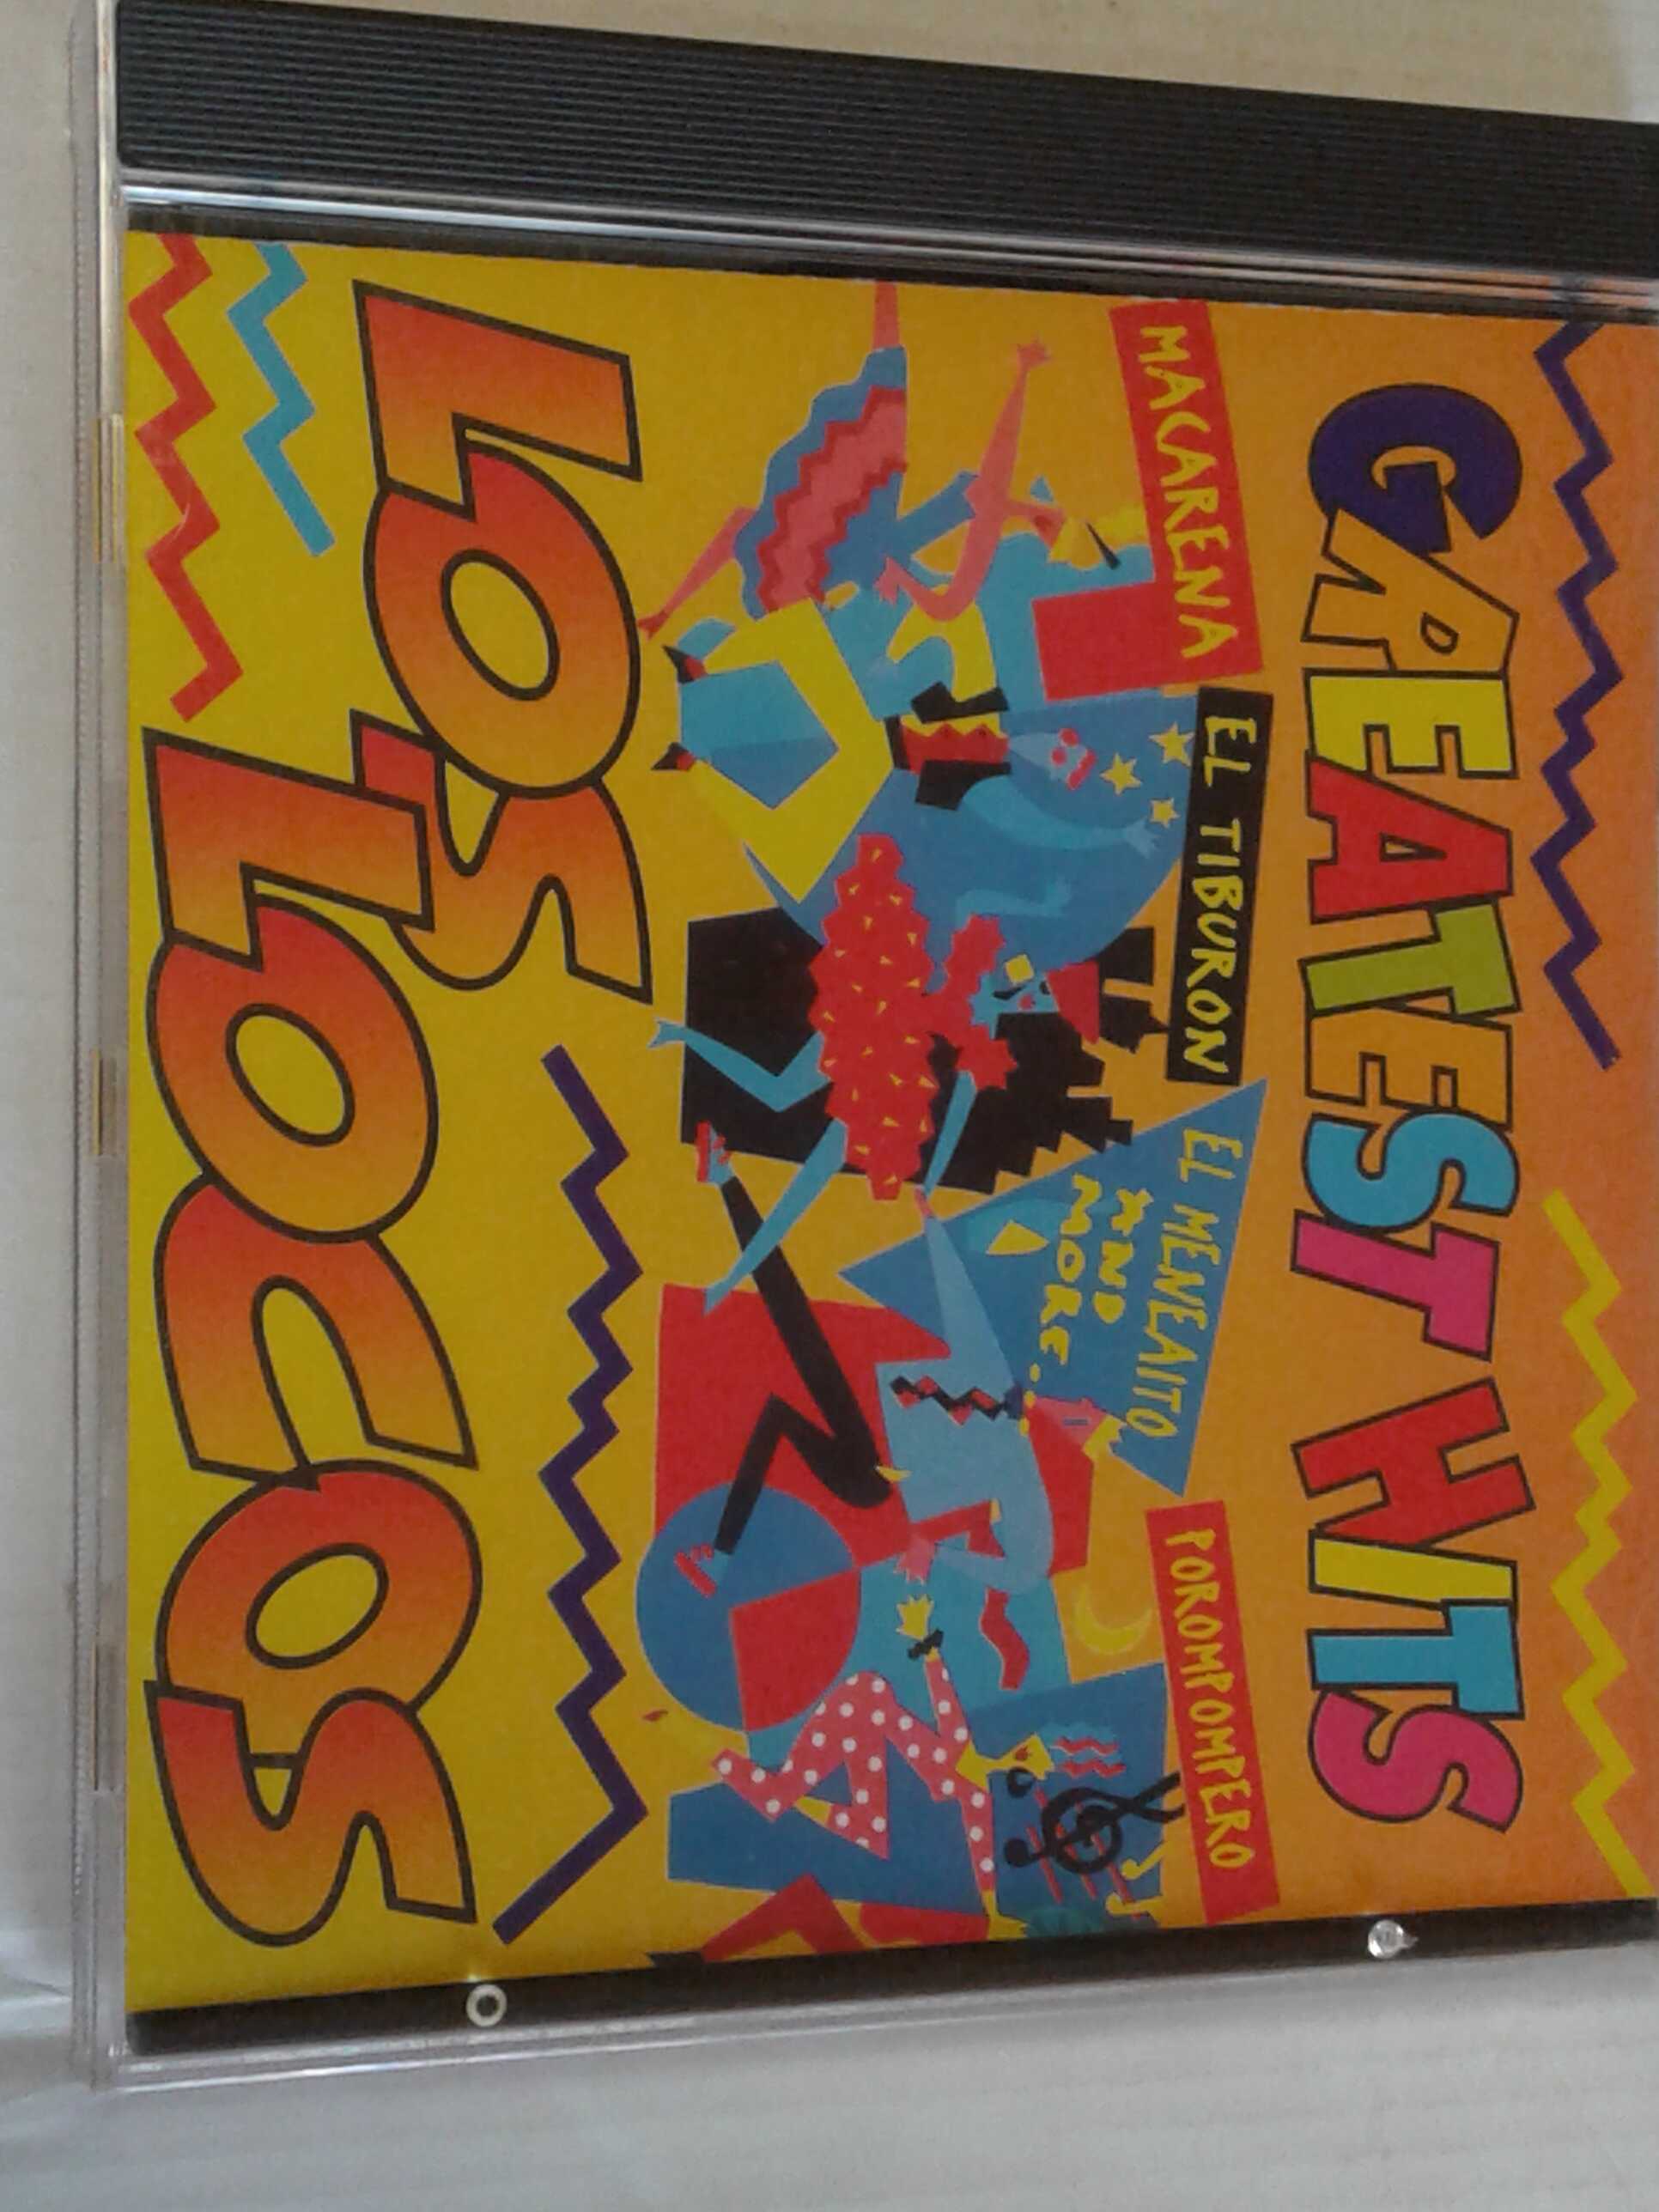 GREATEST HITS
MACARENA
EL TIBURON
EL MENEAITO
AND
MORE...
POROMPOMPERO
LOS
LOCOS